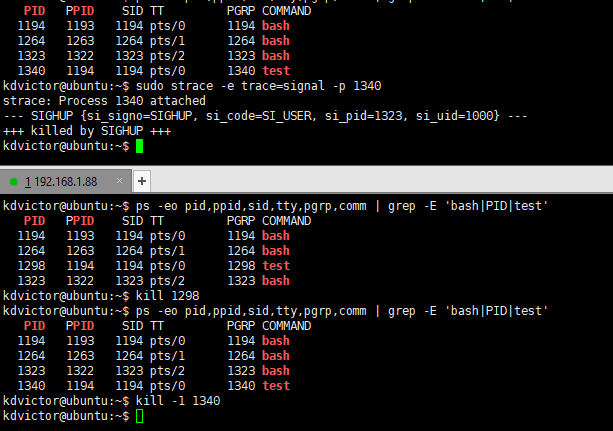 PID PPID SID TT PGRP COMMAND
1194 1193 1194 pts/0 1194 bash
1264 1263 1264 pts/1 1264 bash
1323 1322 1323 pts/2 1323 bash
1340 1194 1194 pts/0 1340 test
kdvictor@ubuntu:~$ sudo strace -e trace=signal -p 1340
strace: Process 1340 attached
--- SIGHUP {si_signo=SIGHUP, si_code=SI_USER, si_pid=1323, si_uid=1000} ---
+++ killed by SIGHUP +++
kdvictor@ubuntu:~$
1 192.168.1.88 × +
kdvictor@ubuntu:~$ ps -eo pid,ppid,sid,tty,pgrp,comm | grep -E 'bash|PID|test'
PID PPID SID TT PGRP COMMAND
1194 1193 1194 pts/0 1194 bash
1264 1263 1264 pts/1 1264 bash
1298 1194 1194 pts/0 1298 test
1323 1322 1323 pts/2 1323 bash
kdvictor@ubuntu:~$ kill 1298
kdvictor@ubuntu:~$ ps -eo pid,ppid,sid,tty,pgrp,comm | grep -E 'bash|PID|test'
PID PPID SID TT PGRP COMMAND
1194 1193 1194 pts/0 1194 bash
1264 1263 1264 pts/1 1264 bash
1323 1322 1323 pts/2 1323 bash
1340 1194 1194 pts/0 1340 test
kdvictor@ubuntu:~$ kill -1 1340
kdvictor@ubuntu:~$